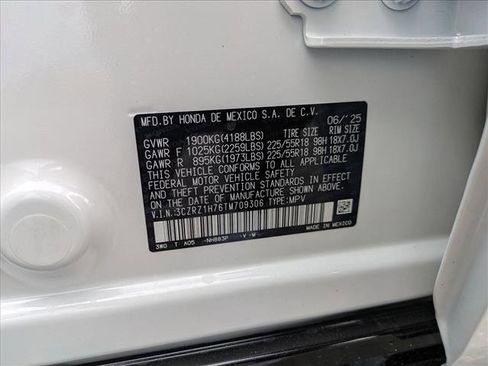 MFD.BY HONDA DE MEXICO S.A. DE C.V. 06/'25
GVWR 1900KG(4188LBS) TIRE SIZE RIM SIZE
GAWR F 1025KG(2259LBS) 225/55R18 98H 18X7.0J
GAWR R 895KG(1973LBS) 225/55R18 98H 18X7.0J
THIS VEHICLE CONFORMS TO ALL APPLICABLE FEDERAL MOTOR
VEHICLE SAFETY AND THEFT PREVENTION STANDARDS IN EFFECT
ON THE DATE OF MANUFACTURE SHOWN ABOVE.
V.I.N.:3CZRZ1H76TM709306 TYPE:MPV
3W0 T A05 NH883P V M MADE IN MEXICO